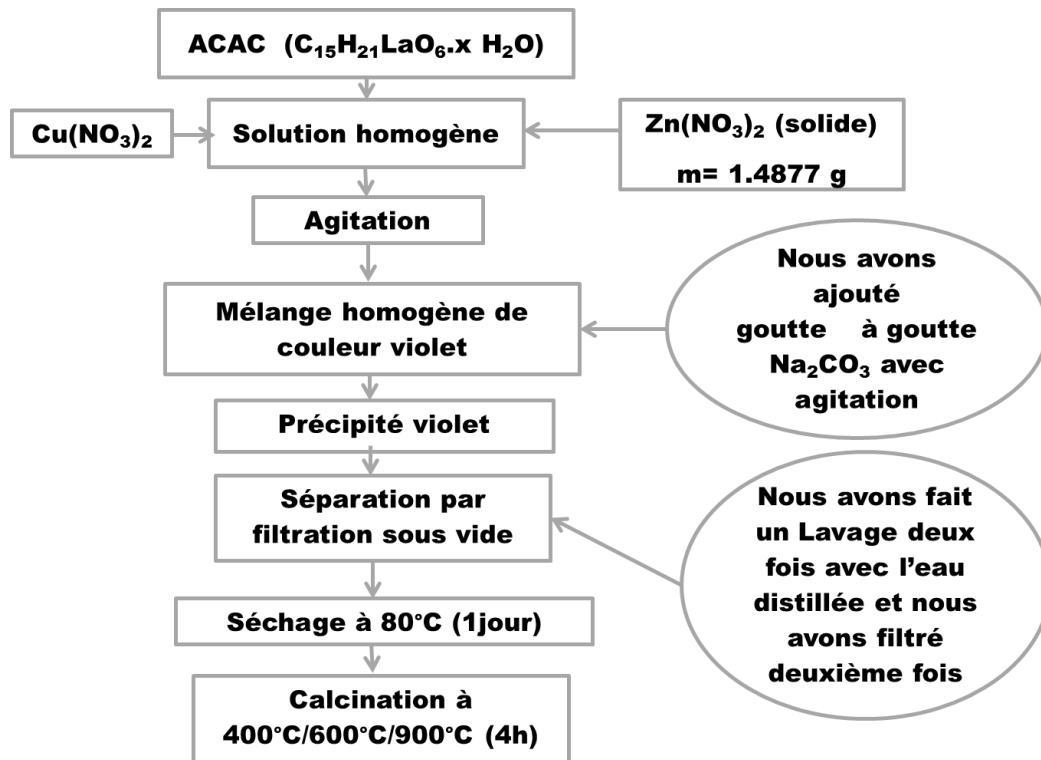 ACAC (C₁₅H₂₁LaO₆.x H₂O)
Cu(NO₃)₂
Solution homogène
Zn(NO₃)₂ (solide)
m= 1.4877 g
Agitation
Mélange homogène de
couleur violet
Nous avons
ajouté
goutte à goutte
Na₂CO₃ avec
agitation
Précipité violet
Séparation par
filtration sous vide
Nous avons fait
un Lavage deux
fois avec l’eau
distillée et nous
avons filtré
deuxième fois
Séchage à 80°C (1jour)
Calcination à
400°C/600°C/900°C (4h)